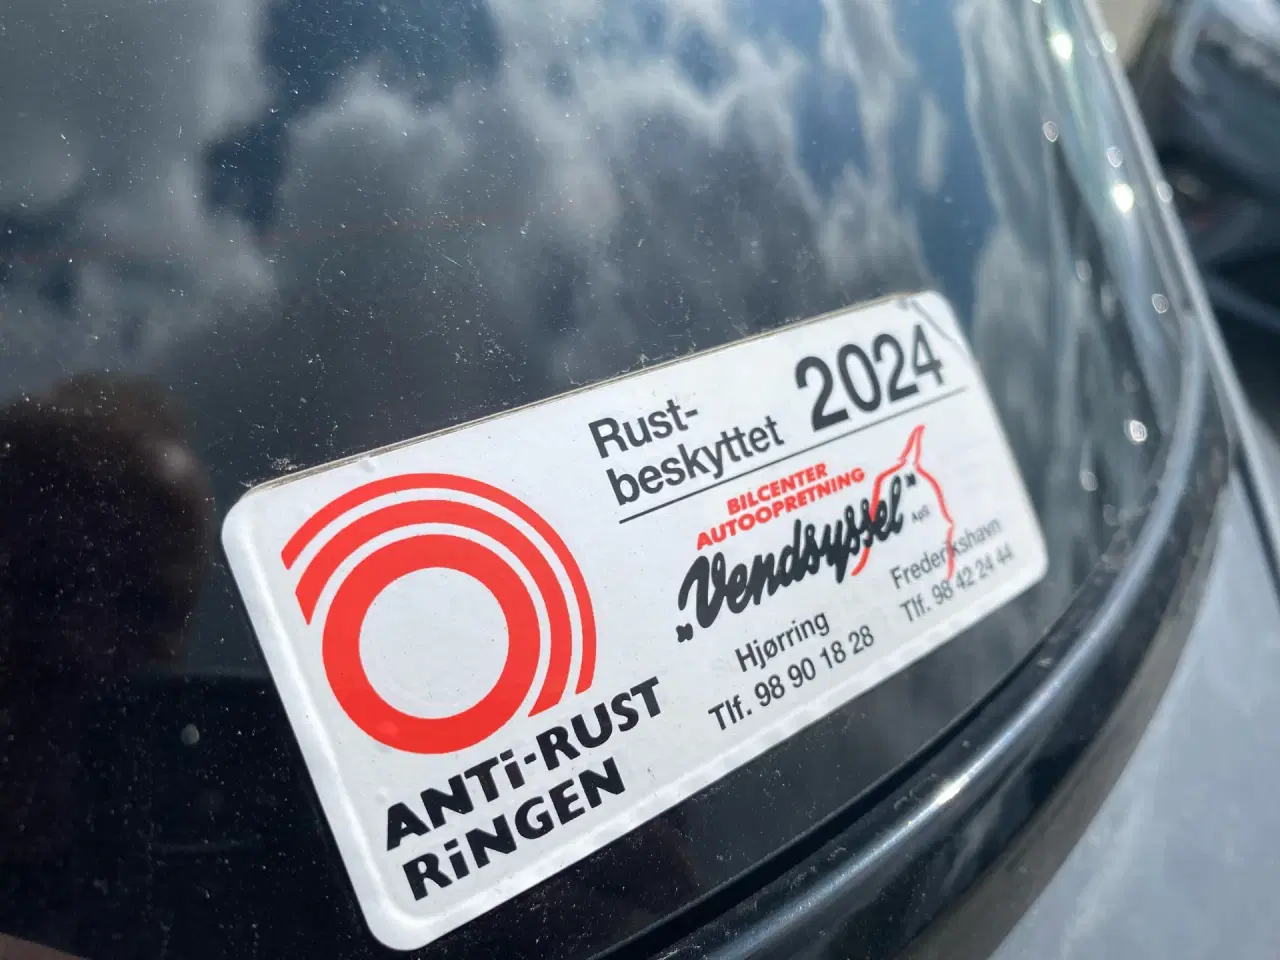 Rust-
beskyttet 2024
BILCENTER
AUTOOPRETNING
„Vendsyssel” ApS
Hjørring
Tlf. 98 90 18 28
Frederikshavn
Tlf. 98 42 24 44
ANTi-RUST
RiNGEN